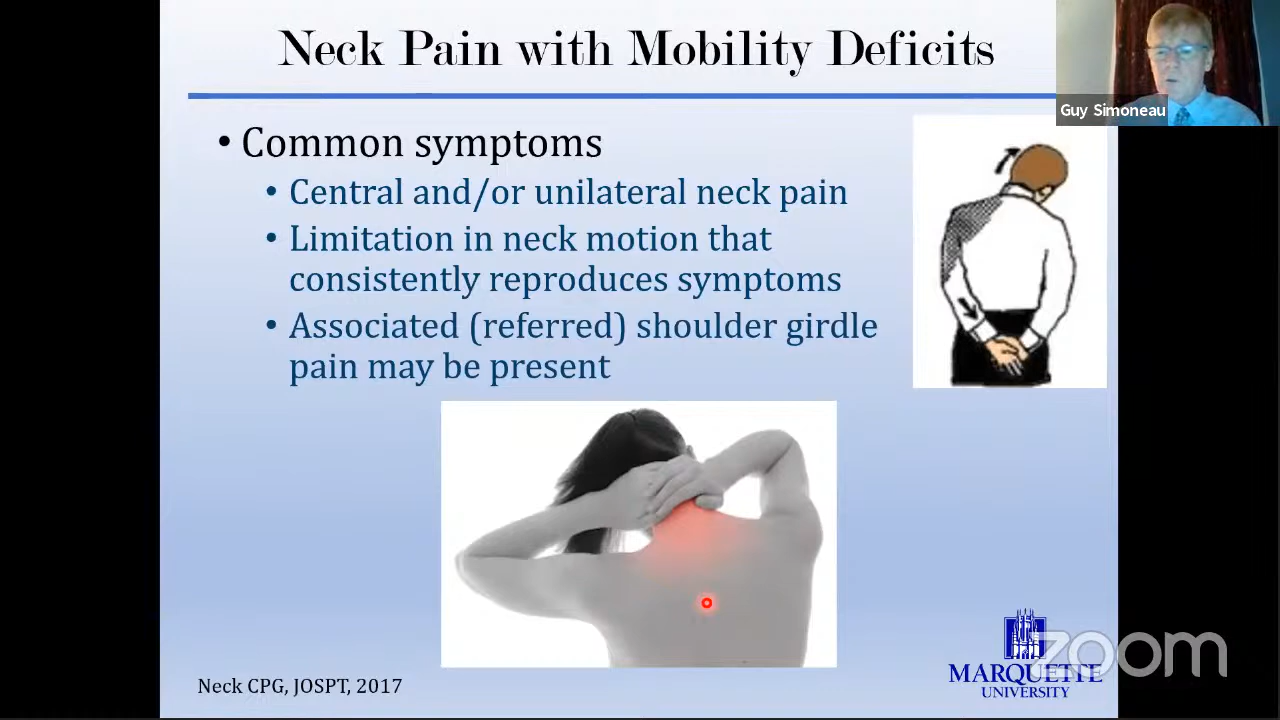 Neck Pain with Mobility Deficits
Guy Simoneau
• Common symptoms
• Central and/or unilateral neck pain
• Limitation in neck motion that
consistently reproduces symptoms
• Associated (referred) shoulder girdle
pain may be present
zoom
MARQUETTE
UNIVERSITY
Neck CPG, JOSPT, 2017